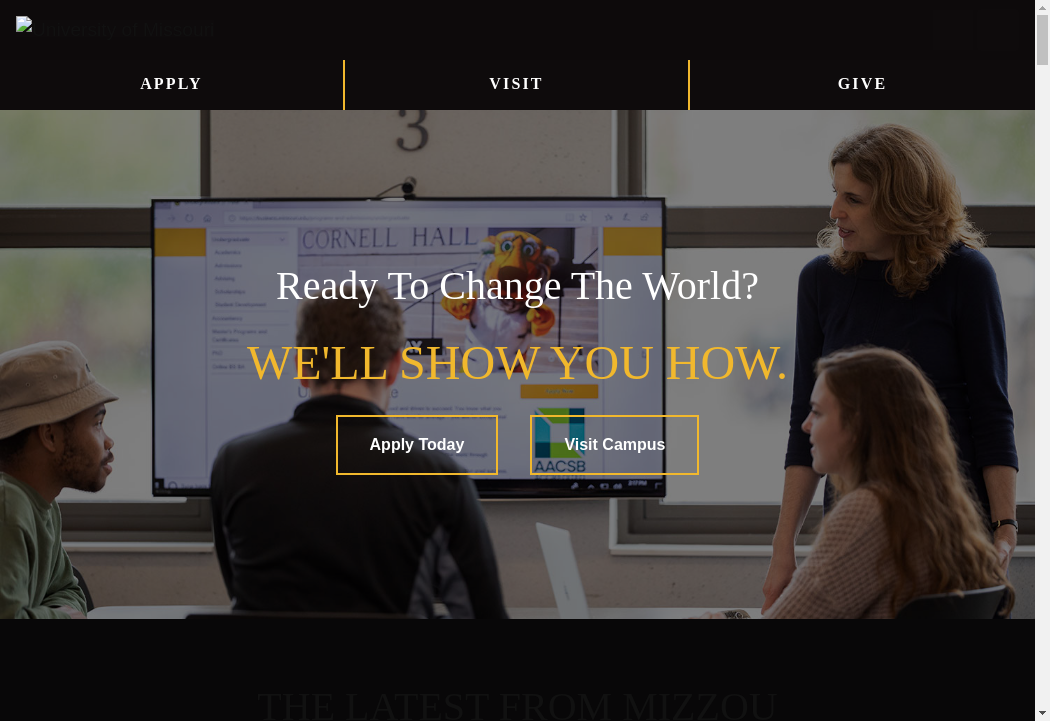 University of Missouri
APPLY
VISIT
GIVE
3
CORNELL HALL
Ready To Change The World?
WE'LL SHOW YOU HOW.
Apply Today
Visit Campus
AACSB
THE LATEST FROM MIZZOU